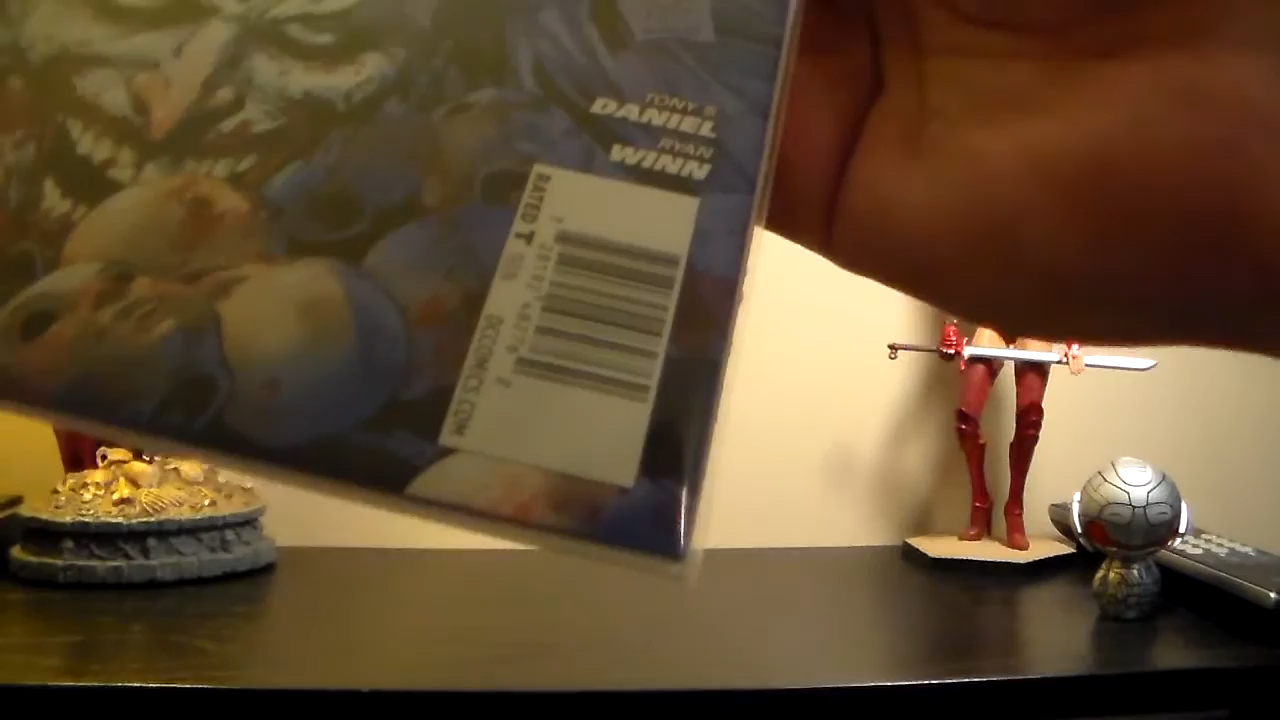 TONY S
DANIEL
RYAN
WINN
RATED T
DCCOMICS.COM